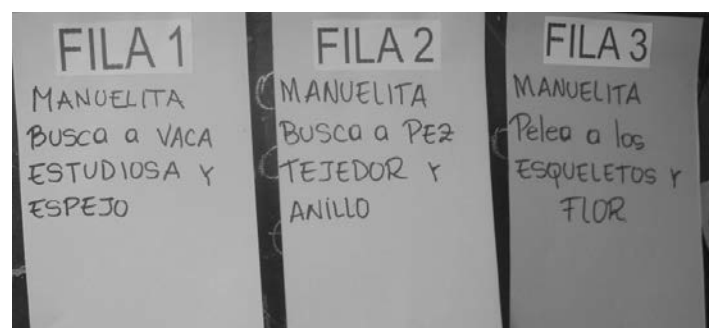 FILA 1
MANUELITA
BUSCA a VACA
ESTUDIOSA Y
ESPEJO
FILA 2
MANUELITA
BUSCA a PEZ
TEJEDOR Y
ANILLO
FILA 3
MANUELITA
Pelea a los
ESQUELETOS Y
FLOR